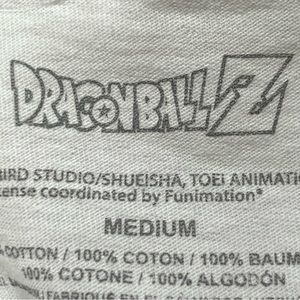 DRAGONBALL Z
BIRD STUDIO/SHUEISHA, TOEI ANIMATI
ense coordinated by Funimation®
MEDIUM
COTTON / 100% COTON / 100% BAUM
100% COTONE / 100% ALGODÓN